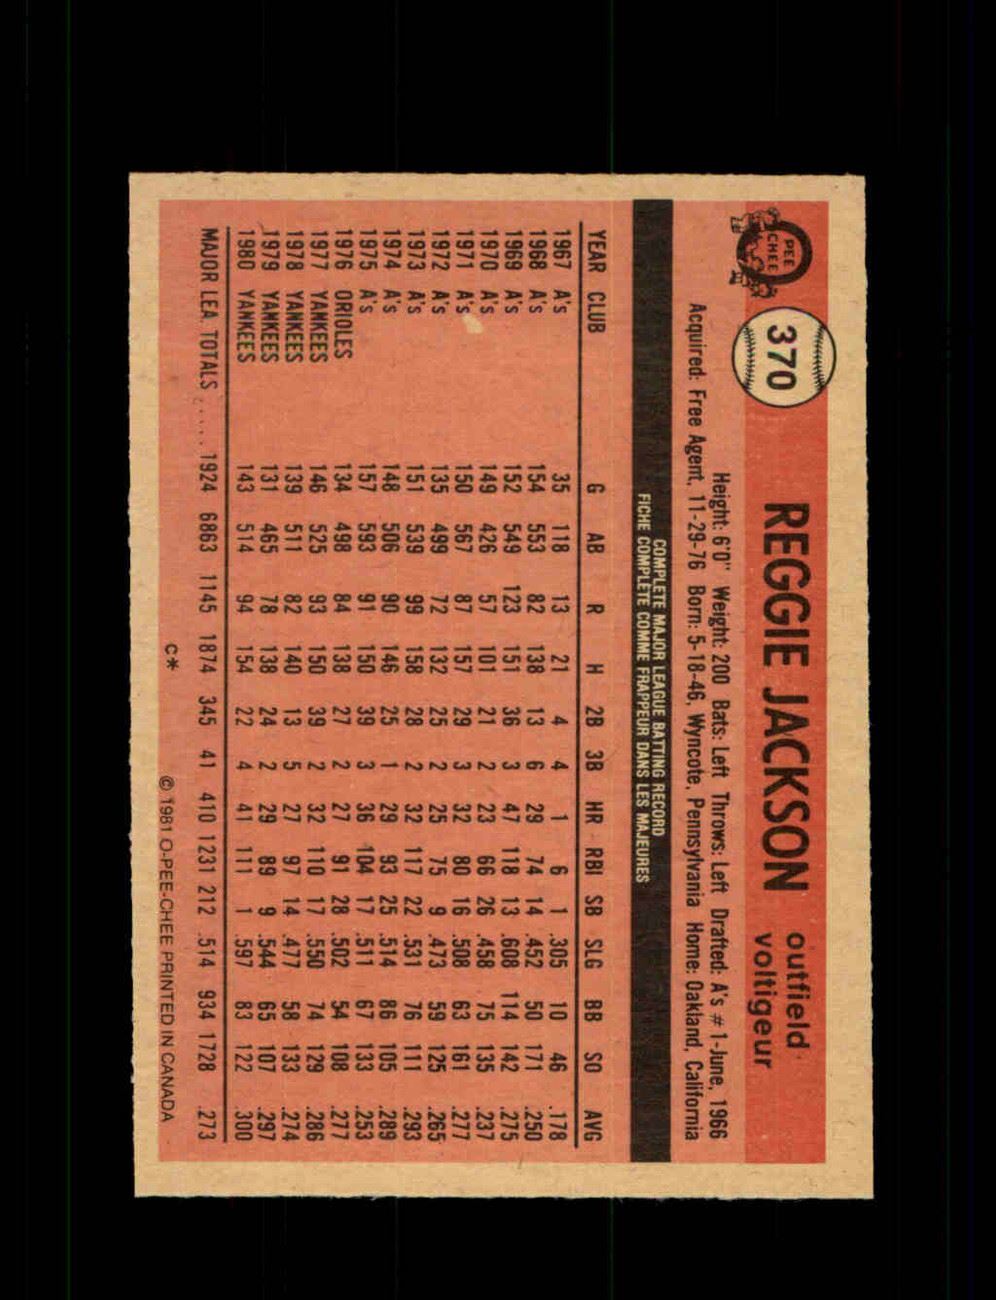 O
PEE
CHEE
370
REGGIE JACKSON
outfield
voltigeur
Height: 6'0" Weight: 200 Bats: Left Throws: Left Drafted: A's #1-June, 1966
Acquired: Free Agent, 11-29-76 Born: 5-18-46, Wyncote, Pennsylvania Home: Oakland, California
COMPLETE MAJOR LEAGUE BATTING RECORD
FICHE COMPLÈTE COMME FRAPPEUR DANS LES MAJEURES
YEAR CLUB G AB R H 2B 3B HR RBI SB SLG BB SO AVG
1967 A's 35 118 13 21 4 4 1 6 1 .305 10 46 .178
1968 A's 154 553 82 138 13 6 29 74 14 .452 50 171 .250
1969 A's 152 549 123 151 36 3 47 118 13 .608 114 142 .275
1970 A's 149 426 57 101 21 2 23 66 26 .458 75 135 .237
1971 A's 150 567 87 157 29 3 32 80 16 .508 63 161 .277
1972 A's 135 499 72 132 25 2 25 75 9 .473 59 125 .265
1973 A's 151 539 99 158 28 2 32 117 22 .531 76 111 .293
1974 A's 148 506 90 146 25 1 29 93 25 .514 86 105 .289
1975 A's 157 593 91 150 39 3 36 104 17 .511 67 133 .253
1976 ORIOLES 134 498 84 138 27 2 27 91 28 .502 54 108 .277
1977 YANKEES 146 525 93 150 39 2 32 110 17 .550 74 129 .286
1978 YANKEES 139 511 82 140 13 5 27 97 14 .477 58 133 .274
1979 YANKEES 131 465 78 138 24 2 29 89 9 .544 65 107 .297
1980 YANKEES 143 514 94 154 22 4 41 111 1 .597 83 122 .300
MAJOR LEA. TOTALS ..... 1924 6863 1145 1874 345 41 410 1231 212 .514 934 1728 .273
C* © 1981 O-PEE-CHEE PRINTED IN CANADA